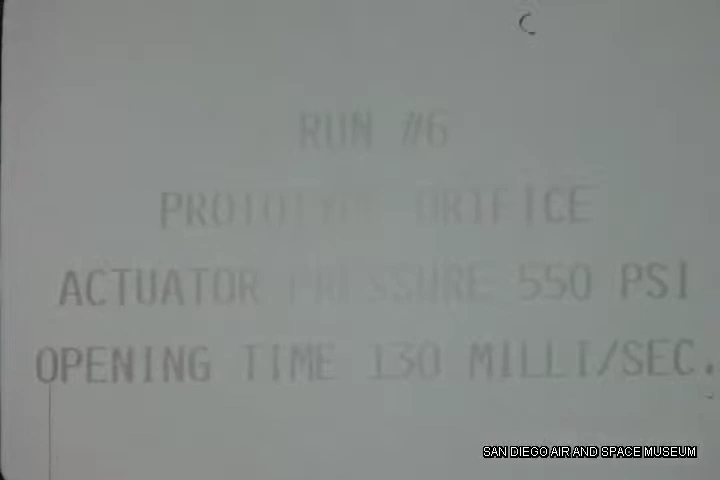 RUN #6
PROTOTYPE ORIFICE
ACTUATOR PRESSURE 550 PSI
OPENING TIME 130 MILLI/SEC.
SAN DIEGO AIR AND SPACE MUSEUM